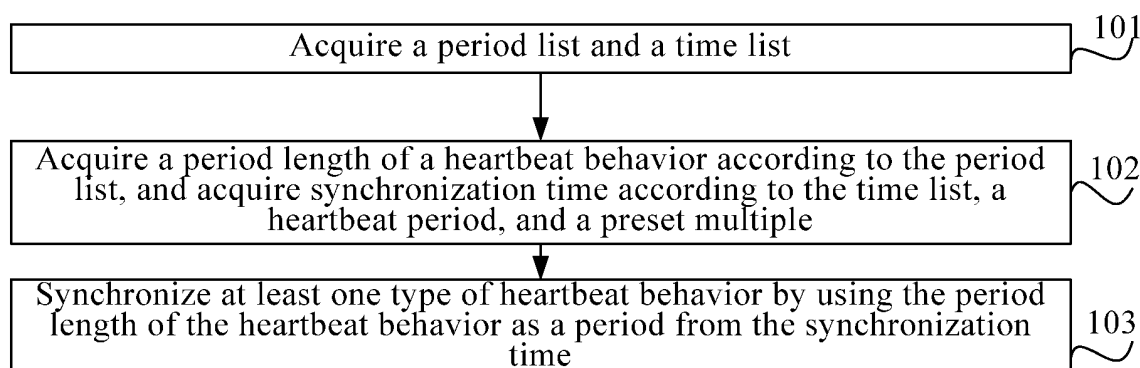 Acquire a period list and a time list
101
Acquire a period length of a heartbeat behavior according to the period
list, and acquire synchronization time according to the time list, a
heartbeat period, and a preset multiple
102
Synchronize at least one type of heartbeat behavior by using the period
length of the heartbeat behavior as a period from the synchronization
time
103